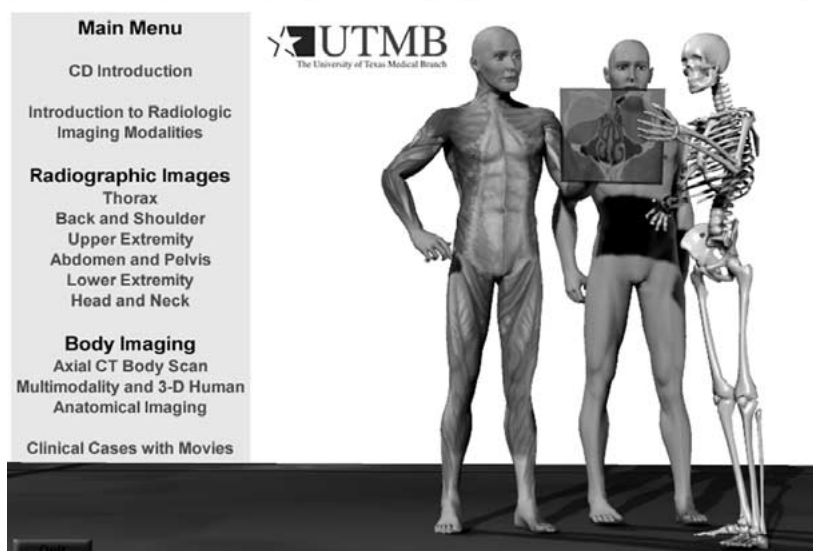 Main Menu
CD Introduction
Introduction to Radiologic
Imaging Modalities
Radiographic Images
Thorax
Back and Shoulder
Upper Extremity
Abdomen and Pelvis
Lower Extremity
Head and Neck
Body Imaging
Axial CT Body Scan
Multimodality and 3-D Human
Anatomical Imaging
Clinical Cases with Movies
UTMB
The University of Texas Medical Branch
Quit